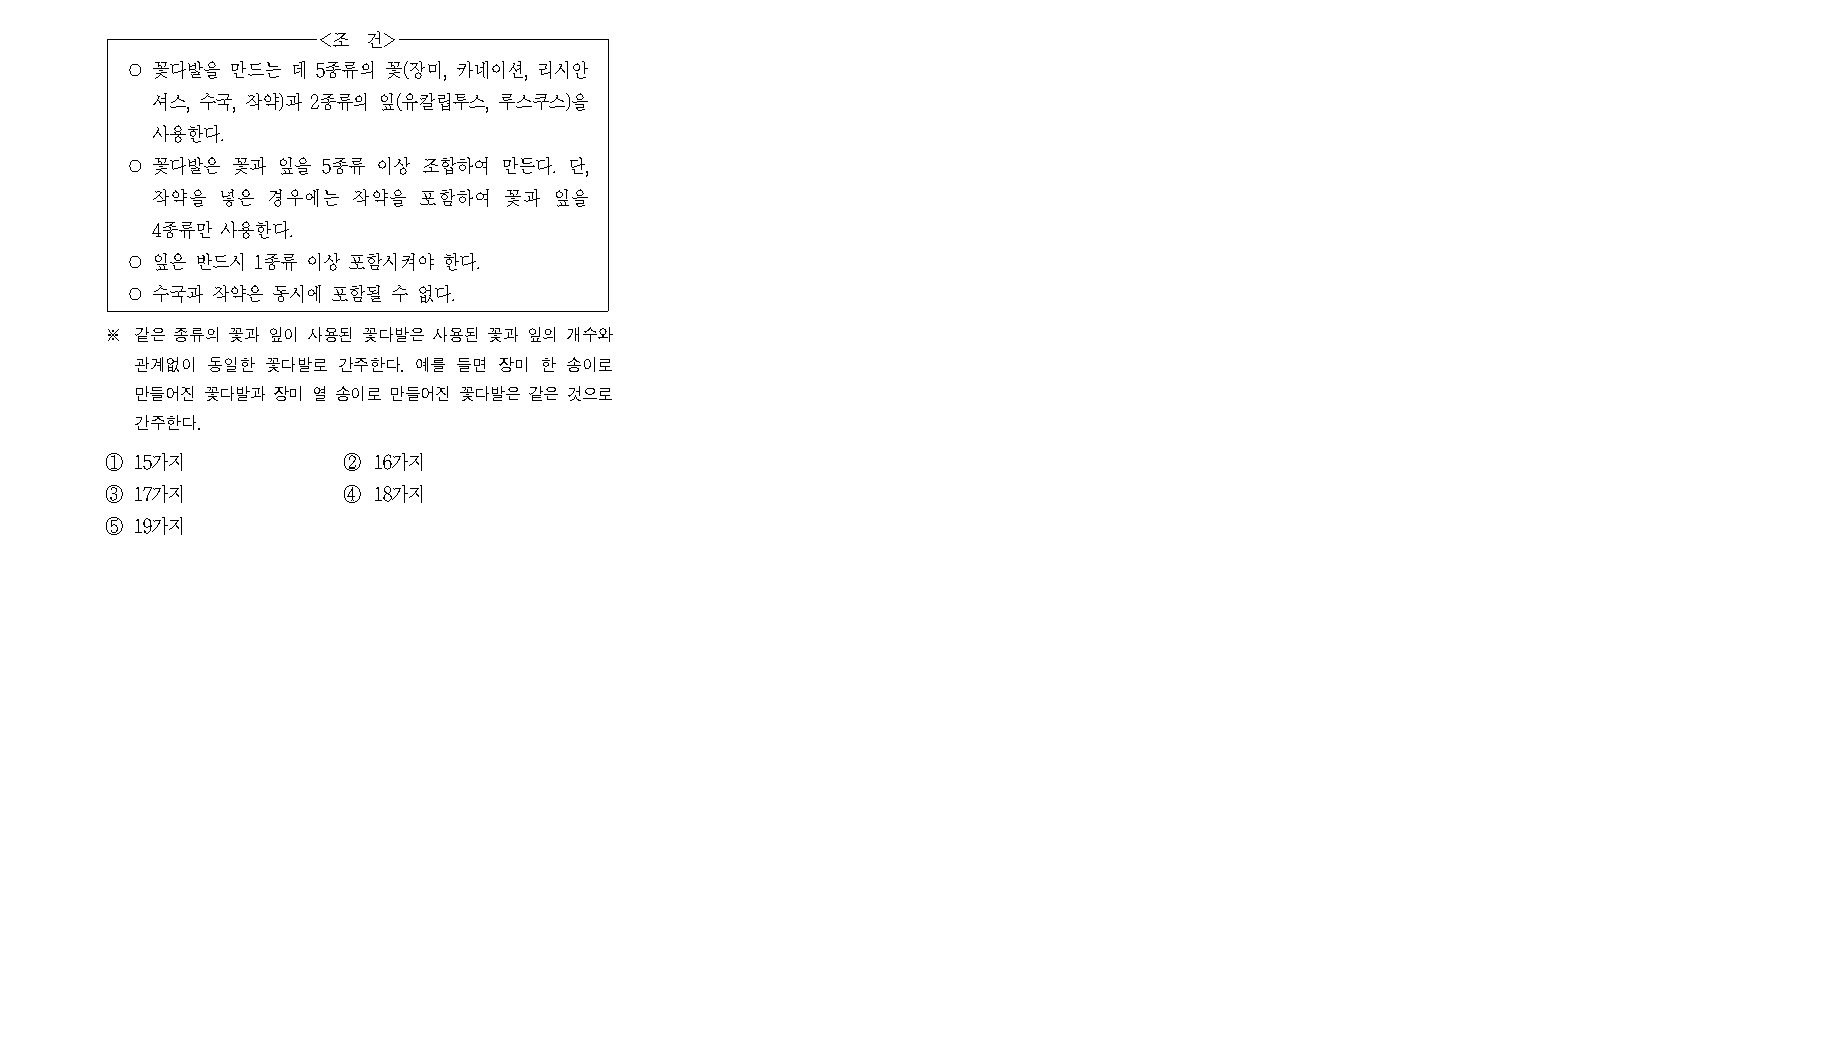 <조 건>
○ 꽃다발을 만드는 데 5종류의 꽃(장미, 카네이션, 리시안
셔스, 수국, 작약)과 2종류의 잎(유칼립투스, 루스쿠스)을
사용한다.
○ 꽃다발은 꽃과 잎을 5종류 이상 조합하여 만든다. 단,
작약을 넣은 경우에는 작약을 포함하여 꽃과 잎을
4종류만 사용한다.
○ 잎은 반드시 1종류 이상 포함시켜야 한다.
○ 수국과 작약은 동시에 포함될 수 없다.
※ 같은 종류의 꽃과 잎이 사용된 꽃다발은 사용된 꽃과 잎의 개수와
관계없이 동일한 꽃다발로 간주한다. 예를 들면 장미 한 송이로
만들어진 꽃다발과 장미 열 송이로 만들어진 꽃다발은 같은 것으로
간주한다.
① 15가지 ② 16가지
③ 17가지 ④ 18가지
⑤ 19가지